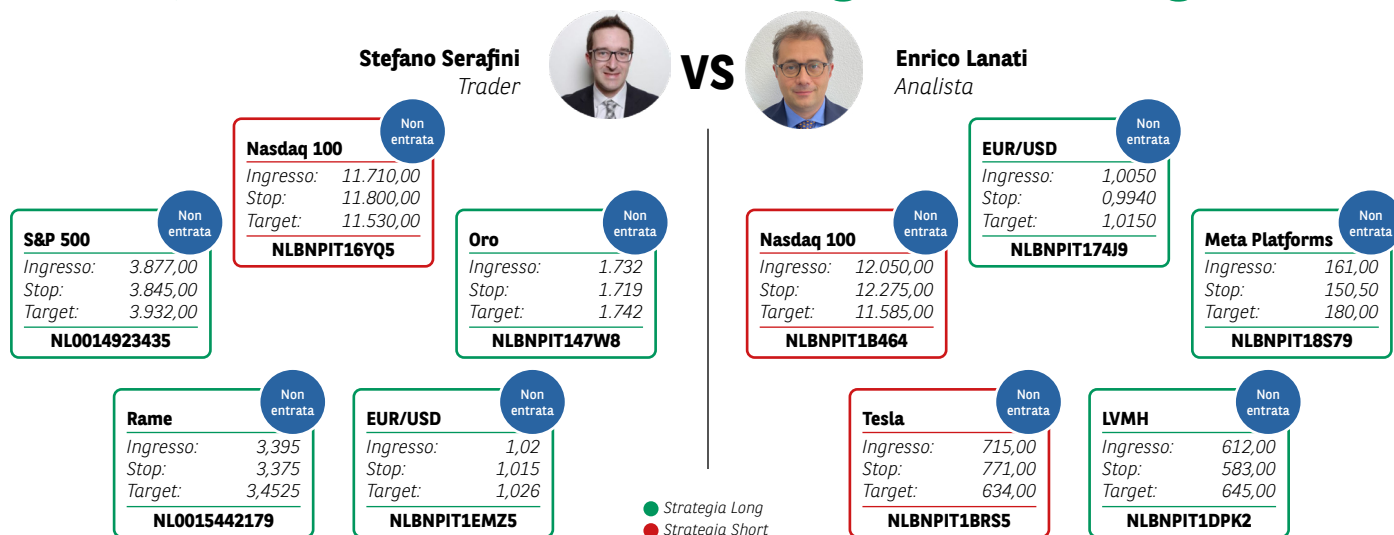 Stefano Serafini
Trader
VS
Enrico Lanati
Analista
Non
entrata
Nasdaq 100
Ingresso: 11.710,00
Stop: 11.800,00
Target: 11.530,00
NLBNPIT16YQ5
Non
entrata
S&P 500
Ingresso: 3.877,00
Stop: 3.845,00
Target: 3.932,00
NL0014923435
Non
entrata
Oro
Ingresso: 1.732
Stop: 1.719
Target: 1.742
NLBNPIT147W8
Non
entrata
Rame
Ingresso: 3,395
Stop: 3,375
Target: 3,4525
NL0015442179
Non
entrata
EUR/USD
Ingresso: 1,02
Stop: 1,015
Target: 1,026
NLBNPIT1EMZ5
Non
entrata
EUR/USD
Ingresso: 1,0050
Stop: 0,9940
Target: 1,0150
NLBNPIT174J9
Non
entrata
Nasdaq 100
Ingresso: 12.050,00
Stop: 12.275,00
Target: 11.585,00
NLBNPIT1B464
Non
entrata
Meta Platforms
Ingresso: 161,00
Stop: 150,50
Target: 180,00
NLBNPIT18S79
Non
entrata
Tesla
Ingresso: 715,00
Stop: 771,00
Target: 634,00
NLBNPIT1BRS5
Non
entrata
LVMH
Ingresso: 612,00
Stop: 583,00
Target: 645,00
NLBNPIT1DPK2
Strategia Long
Strategia Short